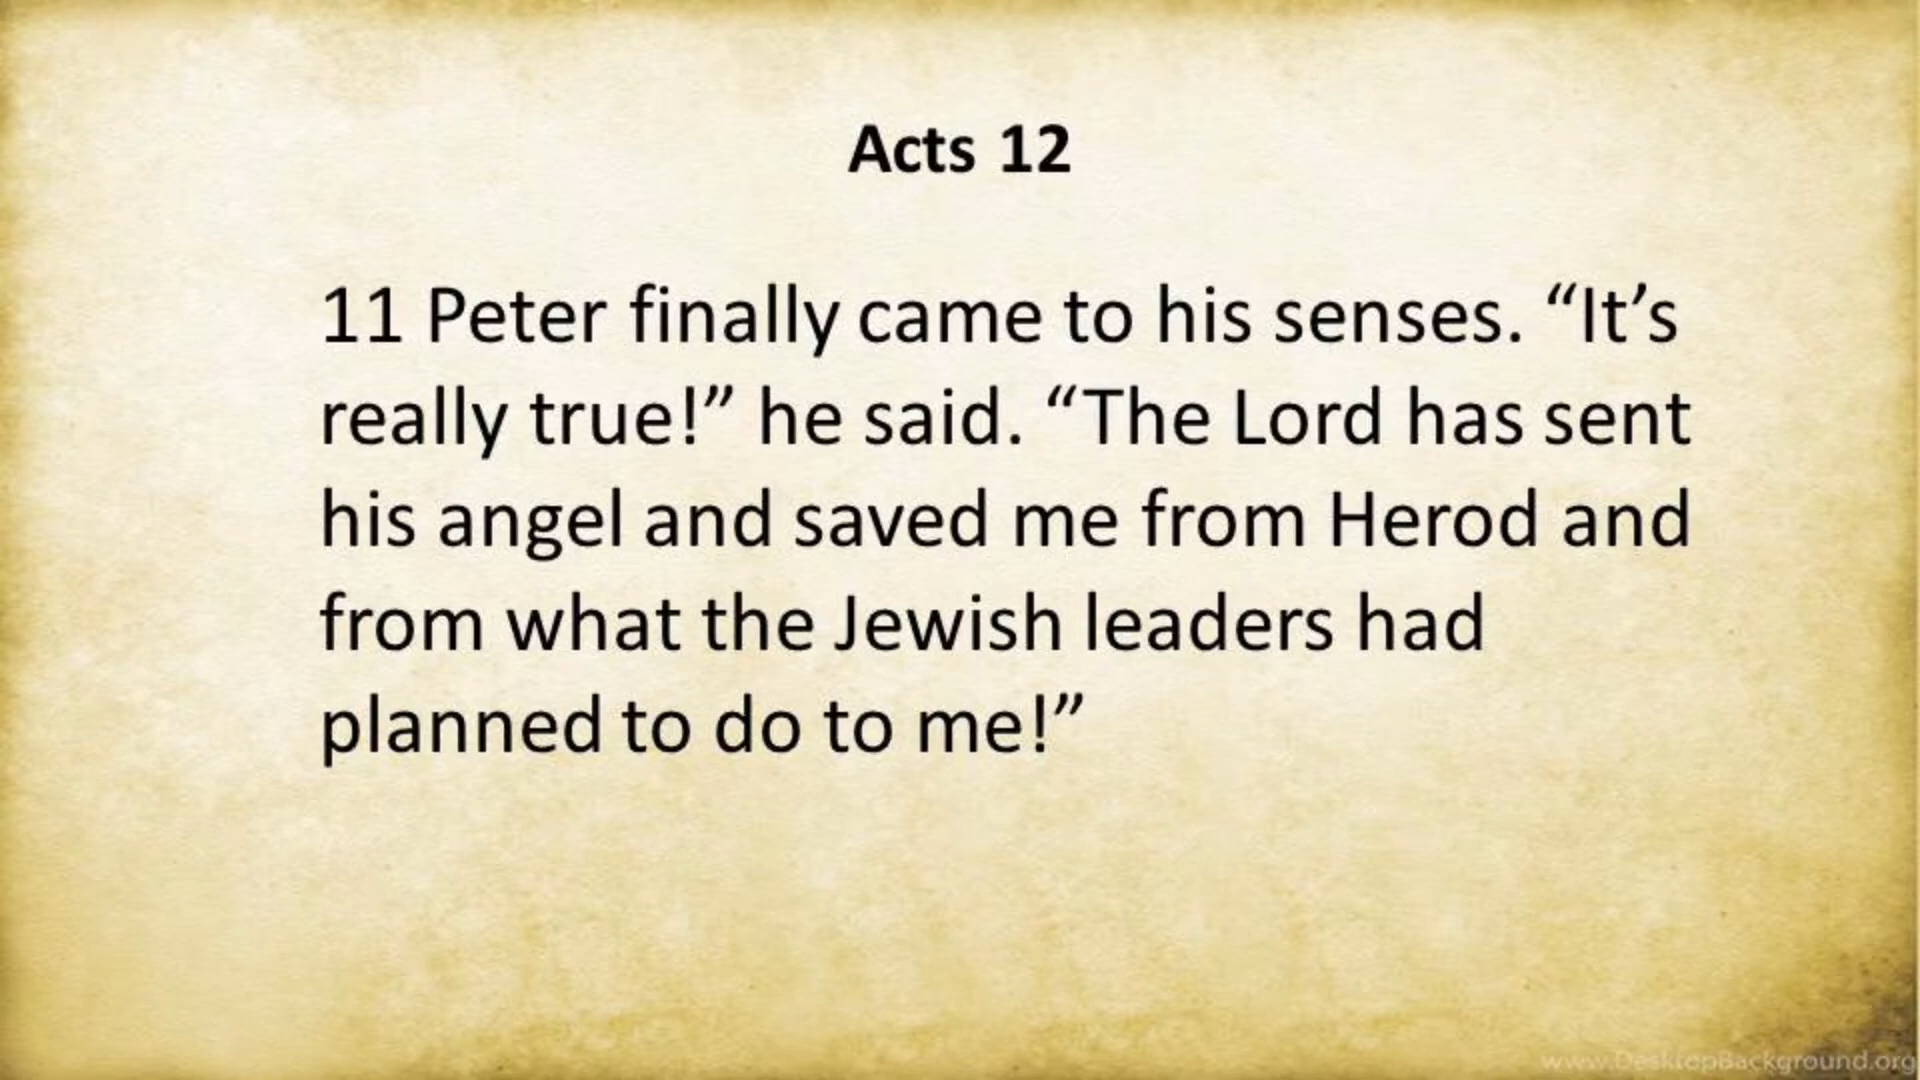 Acts 12
11 Peter finally came to his senses. “It’s
really true!” he said. “The Lord has sent
his angel and saved me from Herod and
from what the Jewish leaders had
planned to do to me!”
www.DesktopBackground.org